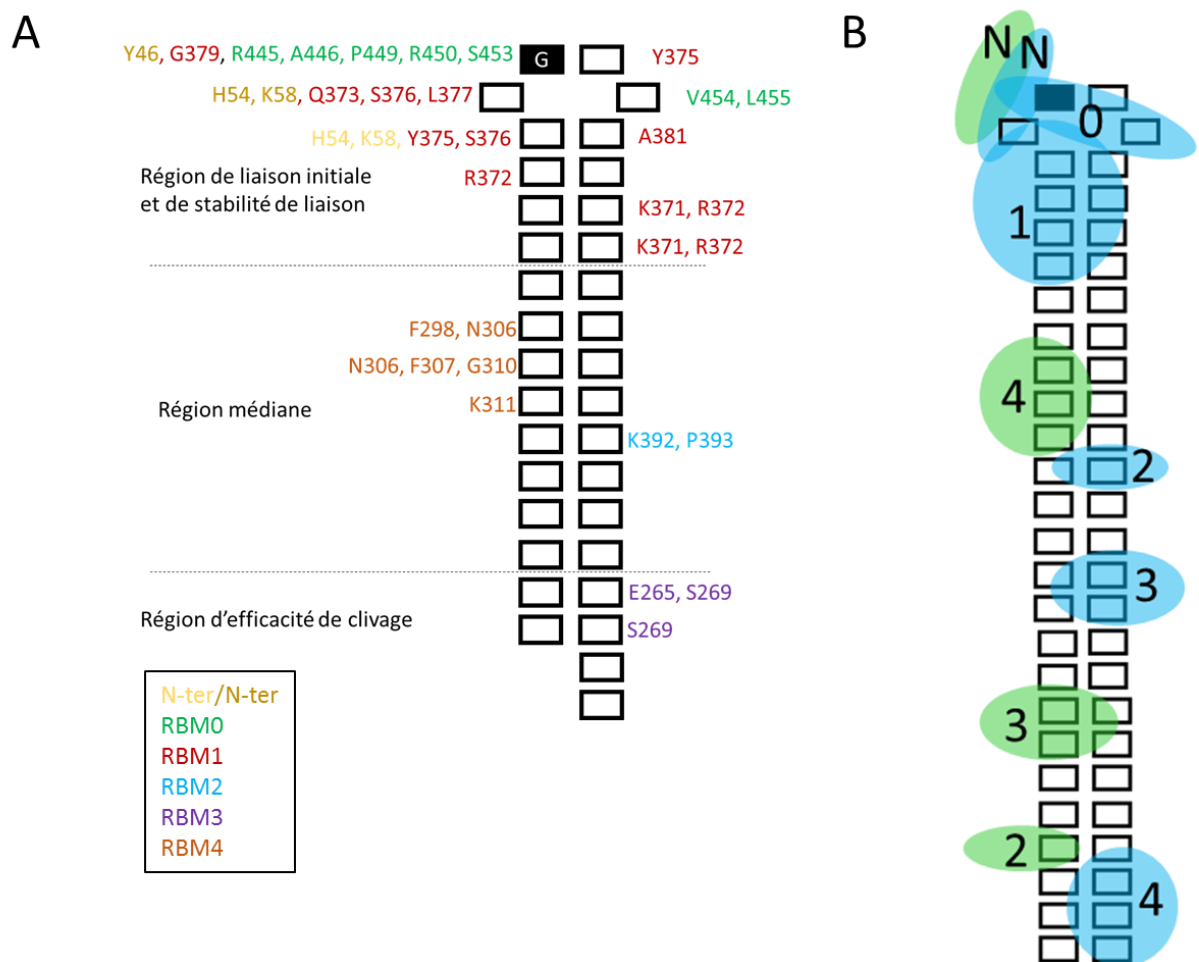 A
Y46, G379, R445, A446, P449, R450, S453
G
Y375
H54, K58, Q373, S376, L377
V454, L455
H54, K58, Y375, S376
A381
Région de liaison initiale
et de stabilité de liaison
R372
K371, R372
K371, R372
F298, N306
N306, F307, G310
Région médiane
K311
K392, P393
E265, S269
Région d’efficacité de clivage
S269
N-ter/N-ter
RBM0
RBM1
RBM2
RBM3
RBM4
B
N
N
0
1
4
2
3
3
2
4